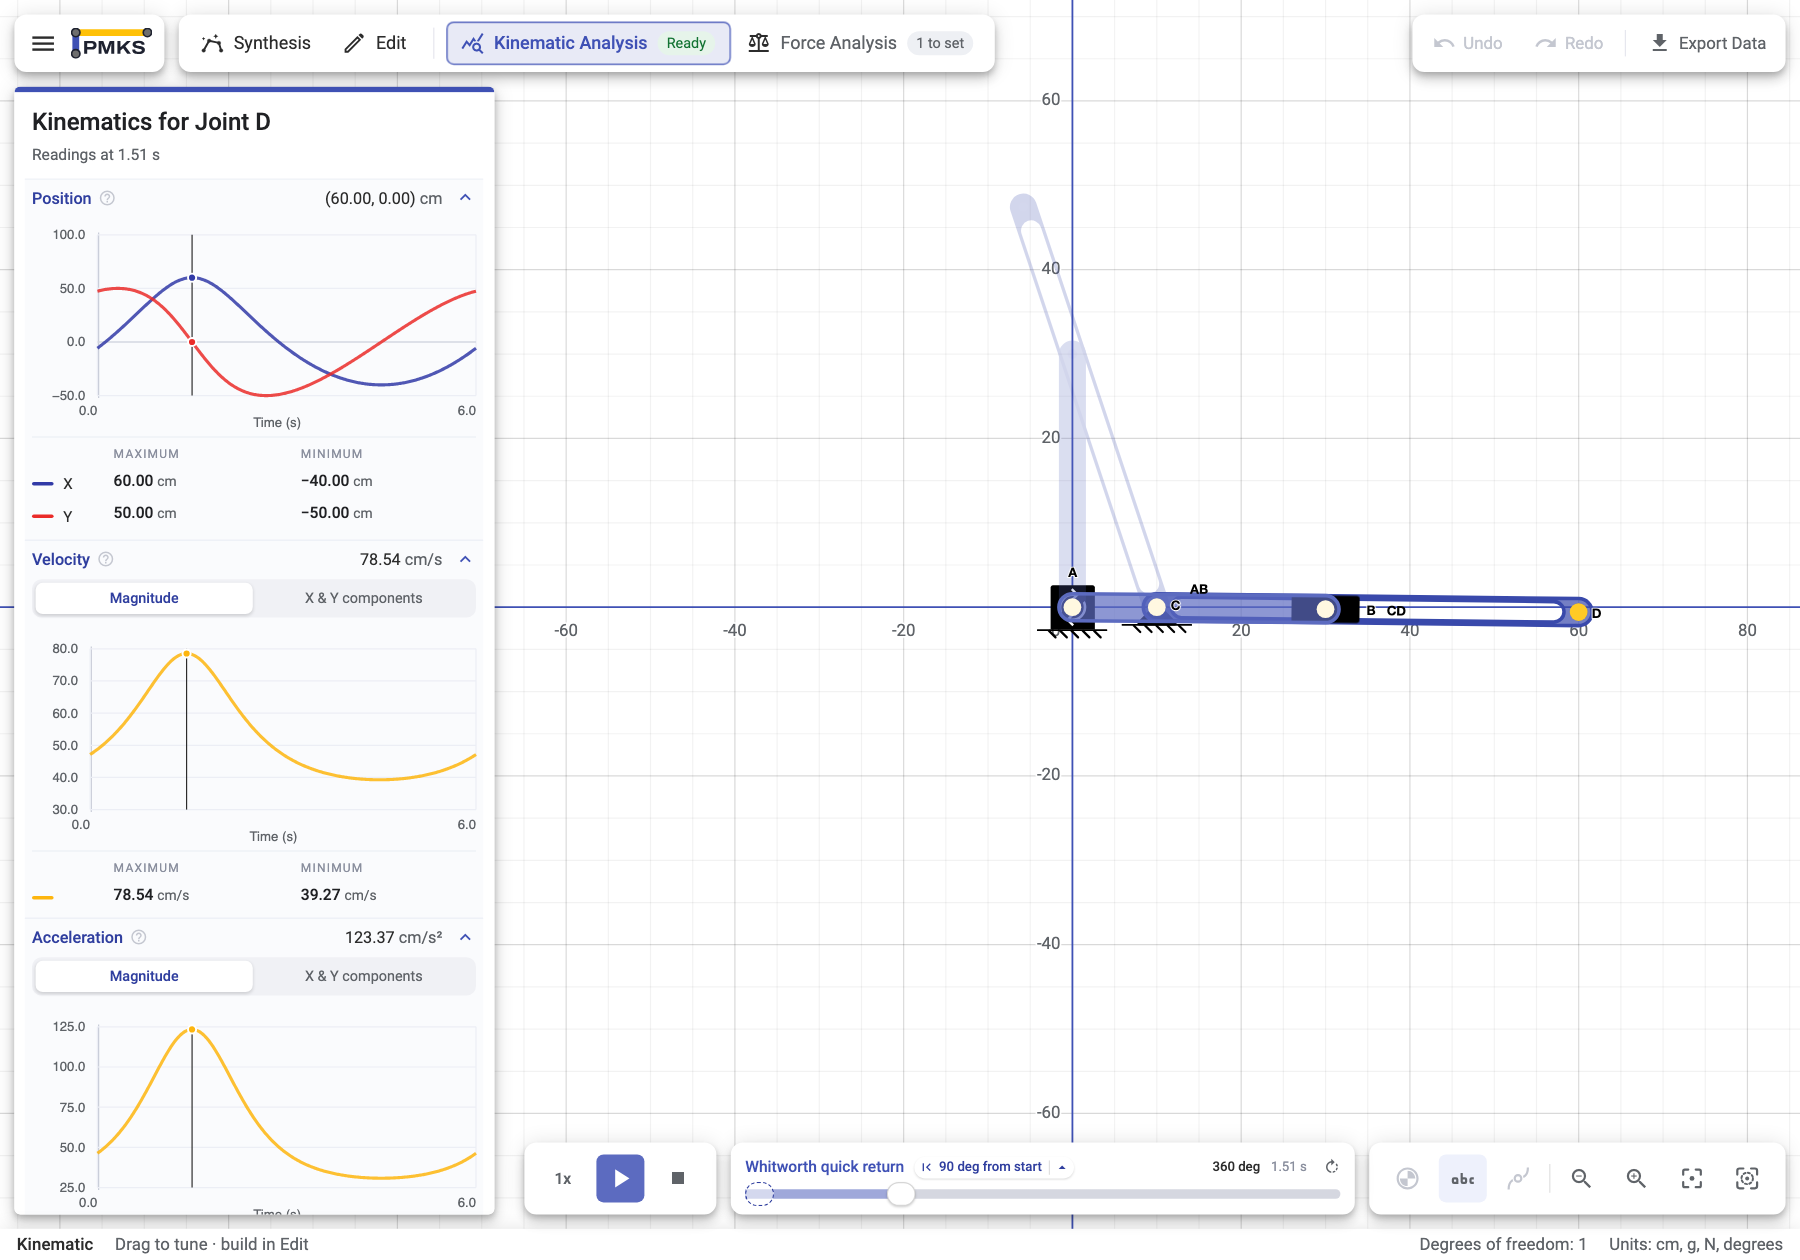 PMKS
Synthesis
Edit
Kinematic Analysis Ready
Force Analysis 1 to set
Undo
Redo
Export Data
Kinematics for Joint D
Readings at 1.51 s
Position ? (60.00, 0.00) cm
100.0
50.0
0.0
−50.0
0.0 6.0
Time (s)
MAXIMUM MINIMUM
X 60.00 cm −40.00 cm
Y 50.00 cm −50.00 cm
Velocity ? 78.54 cm/s
Magnitude X & Y components
80.0
70.0
60.0
50.0
40.0
30.0
0.0 6.0
Time (s)
MAXIMUM MINIMUM
78.54 cm/s 39.27 cm/s
Acceleration ? 123.37 cm/s²
Magnitude X & Y components
125.0
100.0
75.0
50.0
25.0
0.0 6.0
Time (s)
60
40
20
A
AB
C
B CD
D
-60 -40 -20 20 40 60 80
-20
-40
-60
1x
Whitworth quick return 90 deg from start 360 deg 1.51 s
abc
Kinematic Drag to tune · build in Edit
Degrees of freedom: 1 Units: cm, g, N, degrees